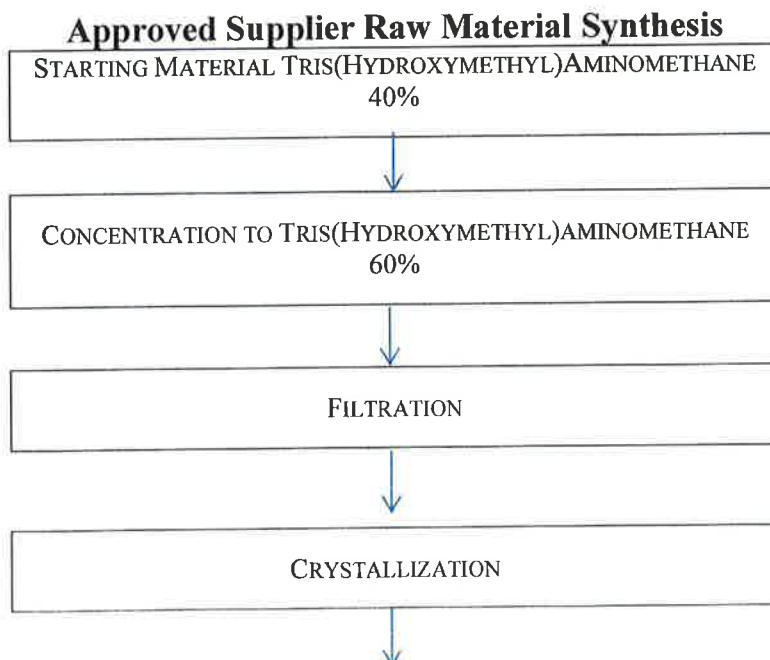 Approved Supplier Raw Material Synthesis
STARTING MATERIAL TRIS(HYDROXYMETHYL)AMINOMETHANE
40%
CONCENTRATION TO TRIS(HYDROXYMETHYL)AMINOMETHANE
60%
FILTRATION
CRYSTALLIZATION